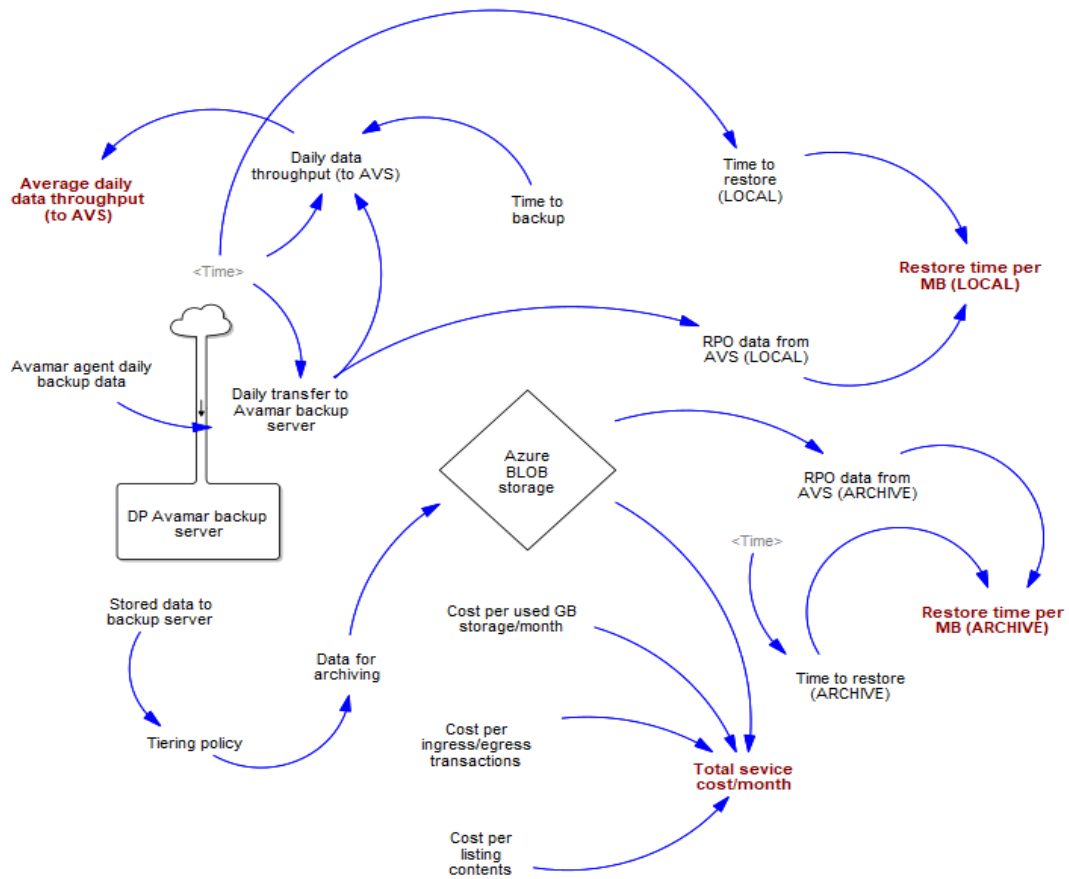 Daily data
throughput (to AVS)
Time to
restore
(LOCAL)
Average daily
data throughput
(to AVS)
Time to
backup
<Time>
Restore time per
MB (LOCAL)
RPO data from
AVS (LOCAL)
Avamar agent daily
backup data
Daily transfer to
Avamar backup
server
Azure
BLOB
storage
RPO data from
AVS (ARCHIVE)
DP Avamar backup
server
<Time>
Stored data to
backup server
Cost per used GB
storage/month
Restore time per
MB (ARCHIVE)
Data for
archiving
Time to restore
(ARCHIVE)
Tiering policy
Cost per
ingress/egress
transactions
Total sevice
cost/month
Cost per
listing
contents